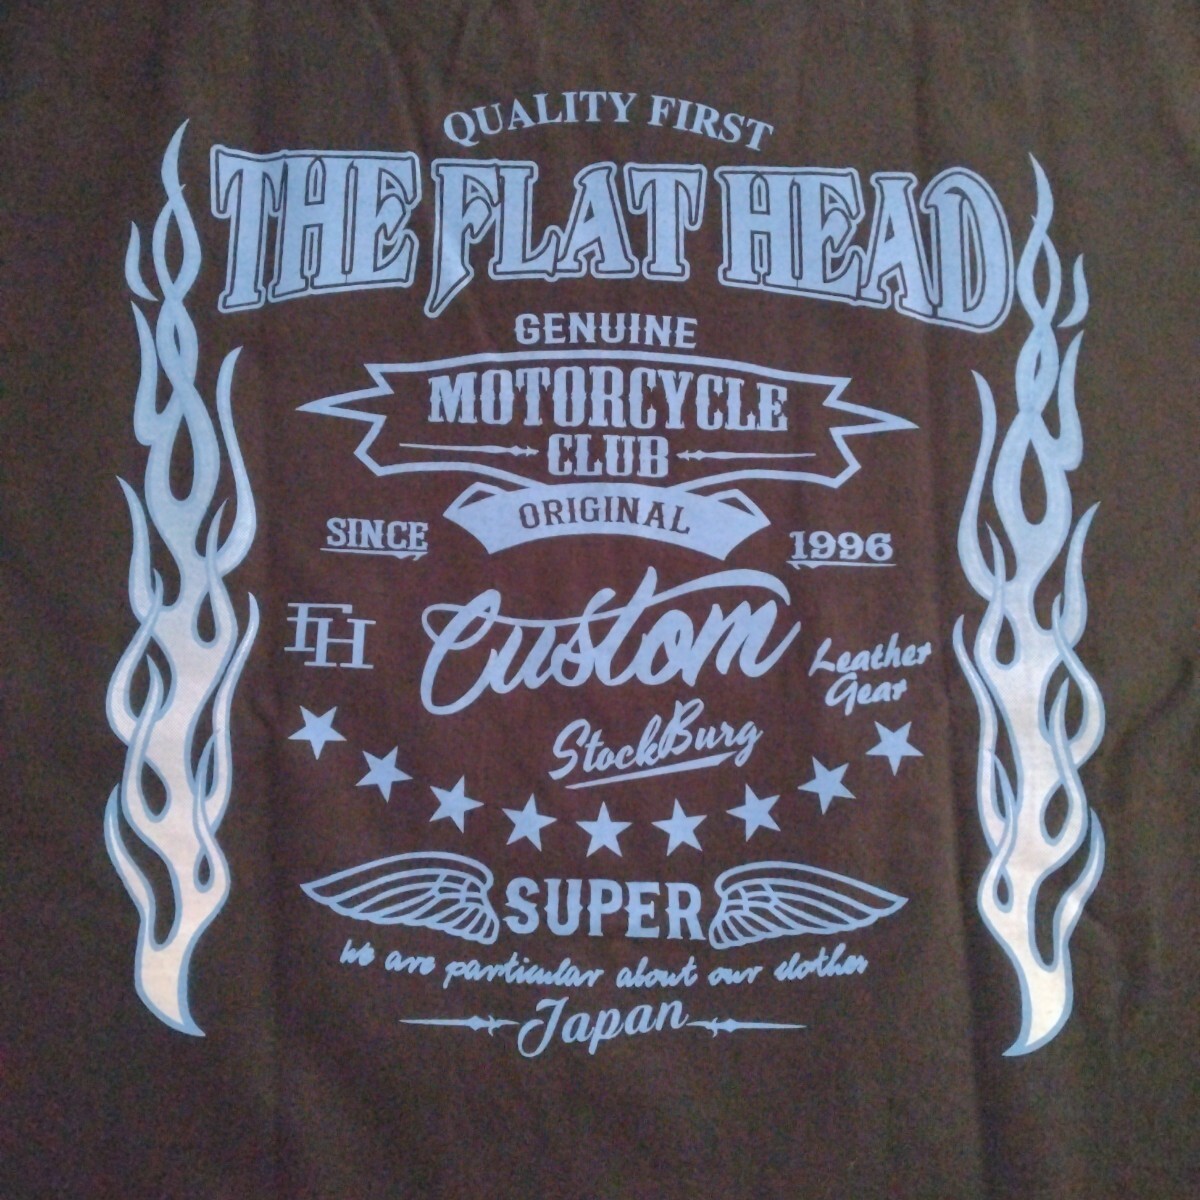 QUALITY FIRST
THE FLAT HEAD
GENUINE
MOTORCYCLE
CLUB
ORIGINAL
SINCE 1996
FH
Custom
Leather
Gear
StockBurg
SUPER
We are particular about our clothes
Japan